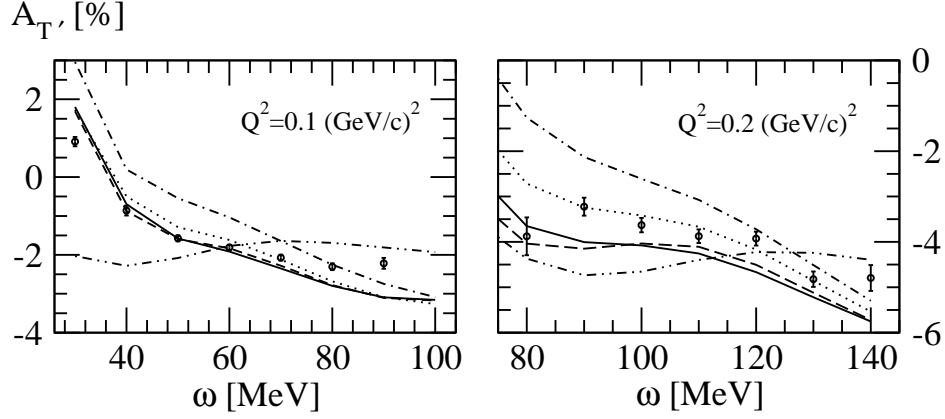 A_T', [%]
Q^2=0.1 (GeV/c)^2
Q^2=0.2 (GeV/c)^2
2
0
-2
-4
0
-2
-4
-6
40 60 80 100
80 100 120 140
ω [MeV]
ω [MeV]